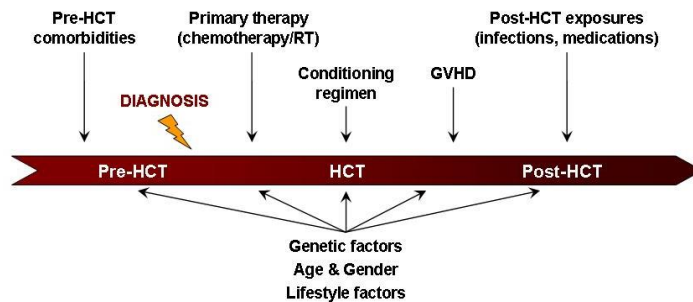 Pre-HCT
comorbidities
Primary therapy
(chemotherapy/RT)
Post-HCT exposures
(infections, medications)
Conditioning
regimen
GVHD
DIAGNOSIS
Pre-HCT
HCT
Post-HCT
Genetic factors
Age & Gender
Lifestyle factors